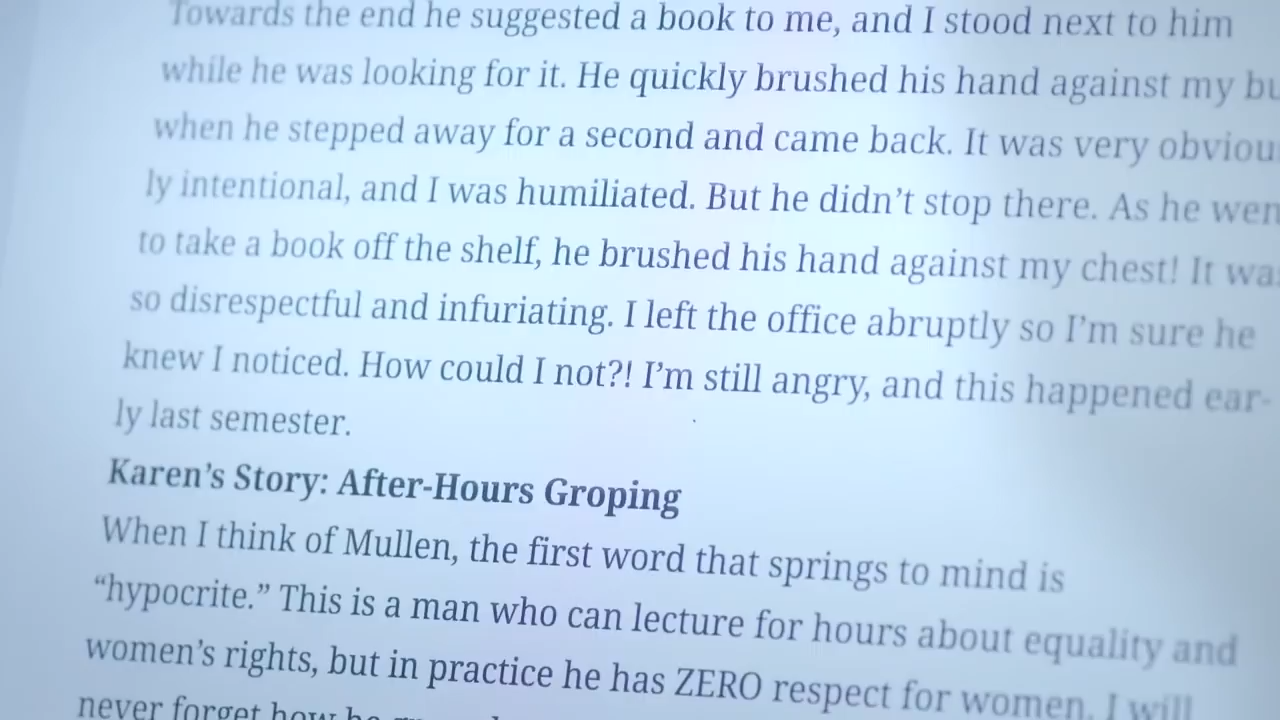 Towards the end he suggested a book to me, and I stood next to him
while he was looking for it. He quickly brushed his hand against my
when he stepped away for a second and came back. It was very obviou
ly intentional, and I was humiliated. But he didn’t stop there. As he
to take a book off the shelf, he brushed his hand against my chest! It
so disrespectful and infuriating. I left the office abruptly so I’m sure he
knew I noticed. How could I not?! I’m still angry, and this happened ear-
ly last semester.
Karen’s Story: After-Hours Groping
When I think of Mullen, the first word that springs to mind is
“hypocrite.” This is a man who can lecture for hours about equality and
women’s rights, but in practice he has ZERO respect for women. I will
never forget how he